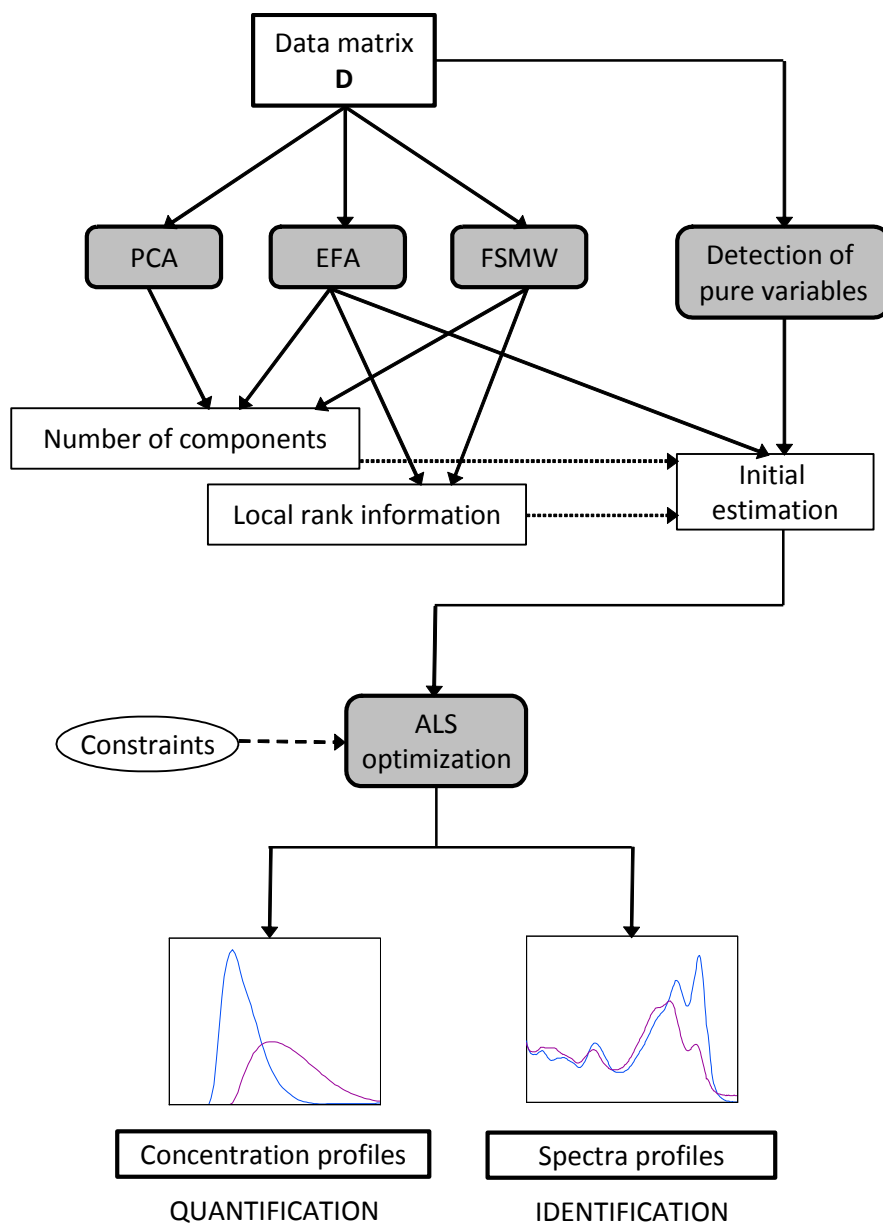 Data matrix
D
PCA
EFA
FSMW
Detection of
pure variables
Number of components
Local rank information
Initial
estimation
Constraints
ALS
optimization
Concentration profiles
Spectra profiles
QUANTIFICATION
IDENTIFICATION